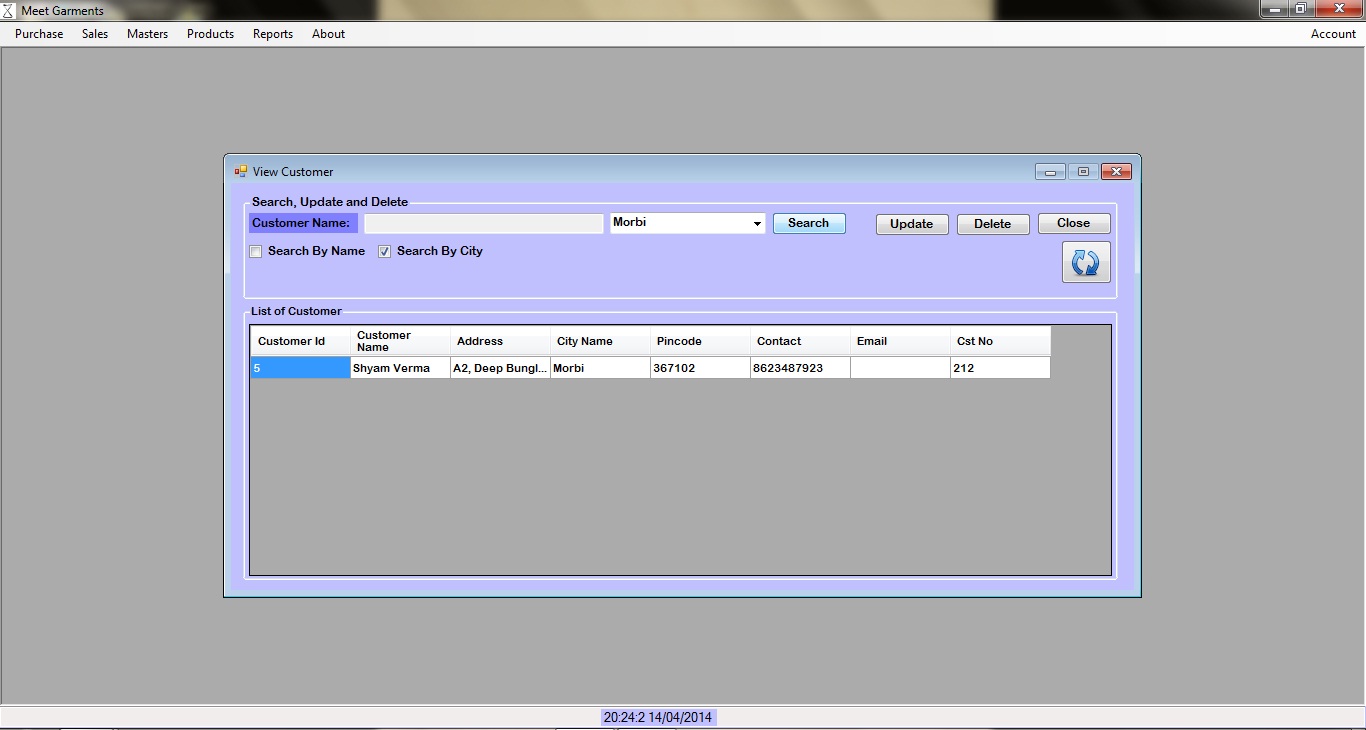 Meet Garments
Purchase Sales Masters Products Reports About Account
View Customer
Search, Update and Delete
Customer Name: Morbi Search Update Delete Close
Search By Name Search By City
List of Customer
Customer Id Customer Name Address City Name Pincode Contact Email Cst No
5 Shyam Verma A2, Deep Bungl... Morbi 367102 8623487923 212
20:24:2 14/04/2014